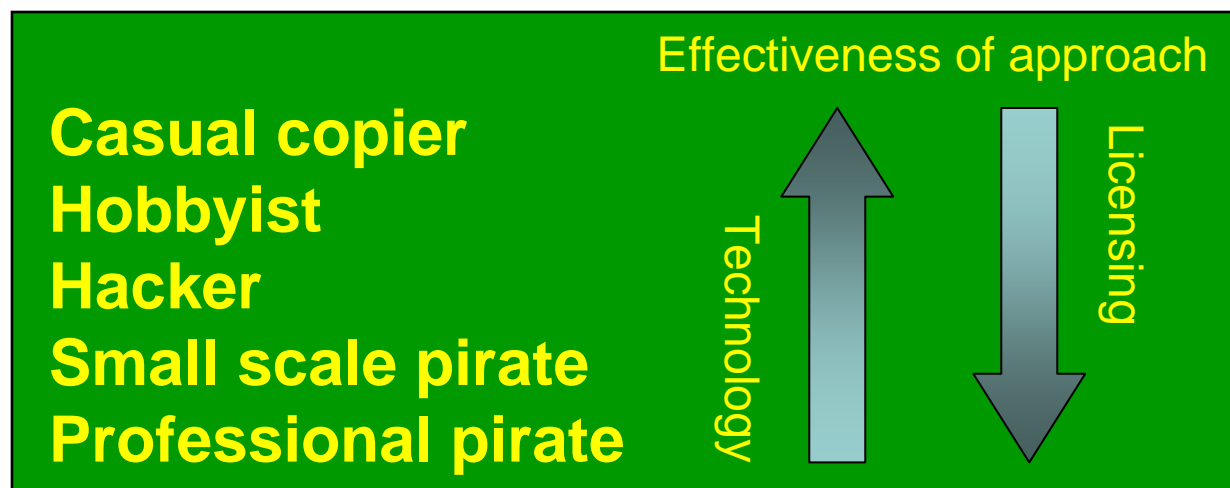 Effectiveness of approach
Casual copier
Hobbyist
Hacker
Small scale pirate
Professional pirate
Technology
Licensing